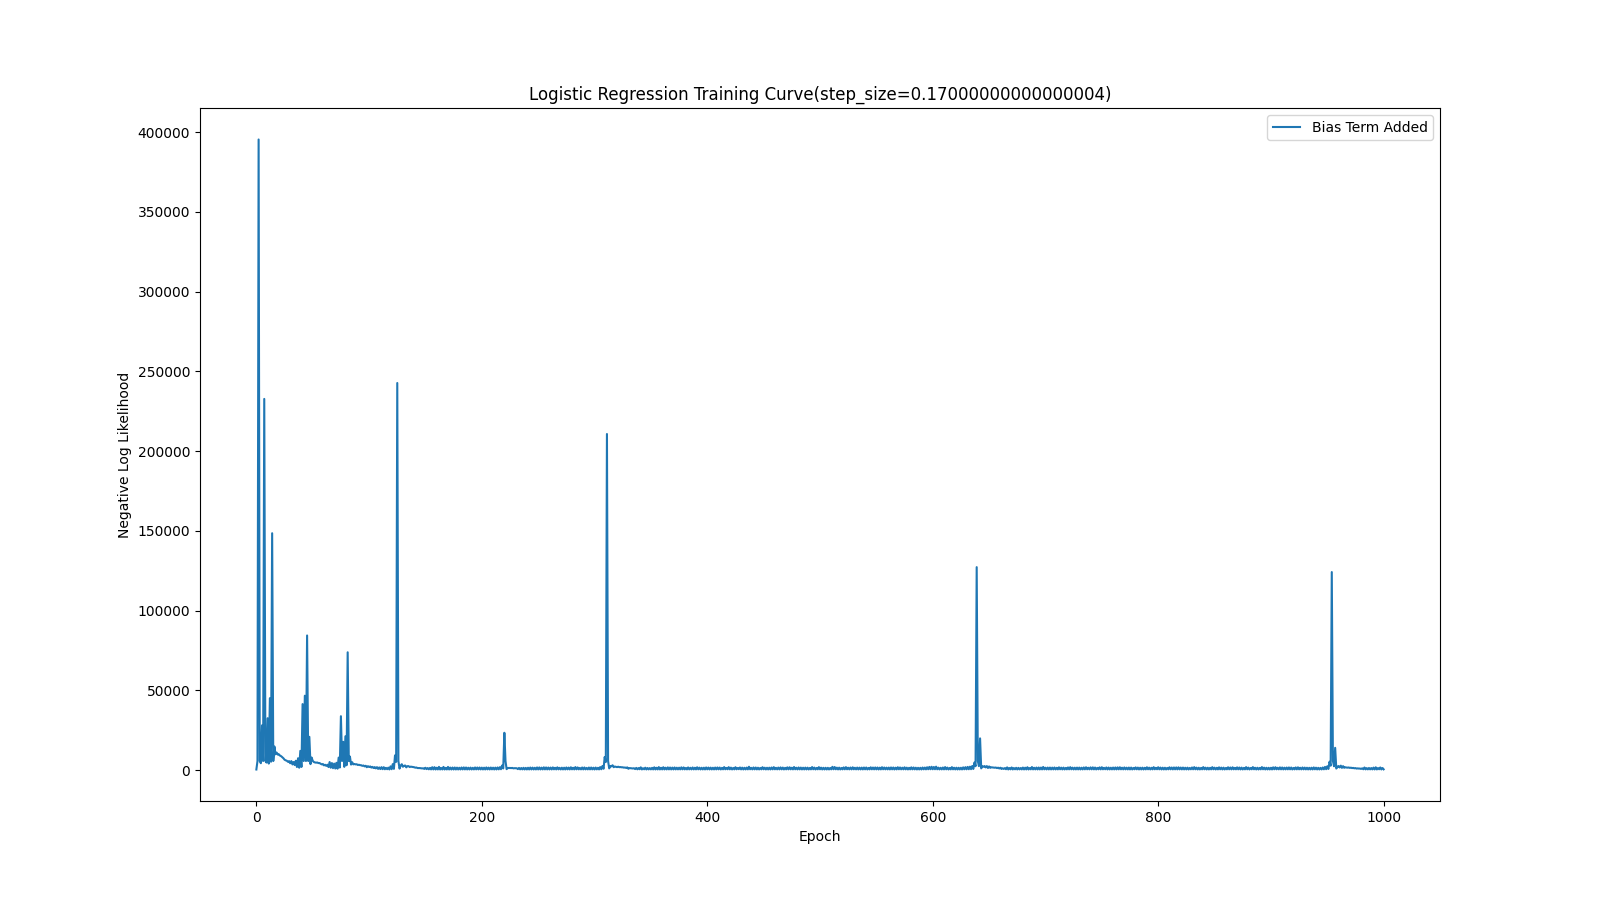 Logistic Regression Training Curve(step_size=0.17000000000000004)
Bias Term Added
400000
350000
300000
250000
200000
150000
100000
50000
0
Negative Log Likelihood
0 200 400 600 800 1000
Epoch